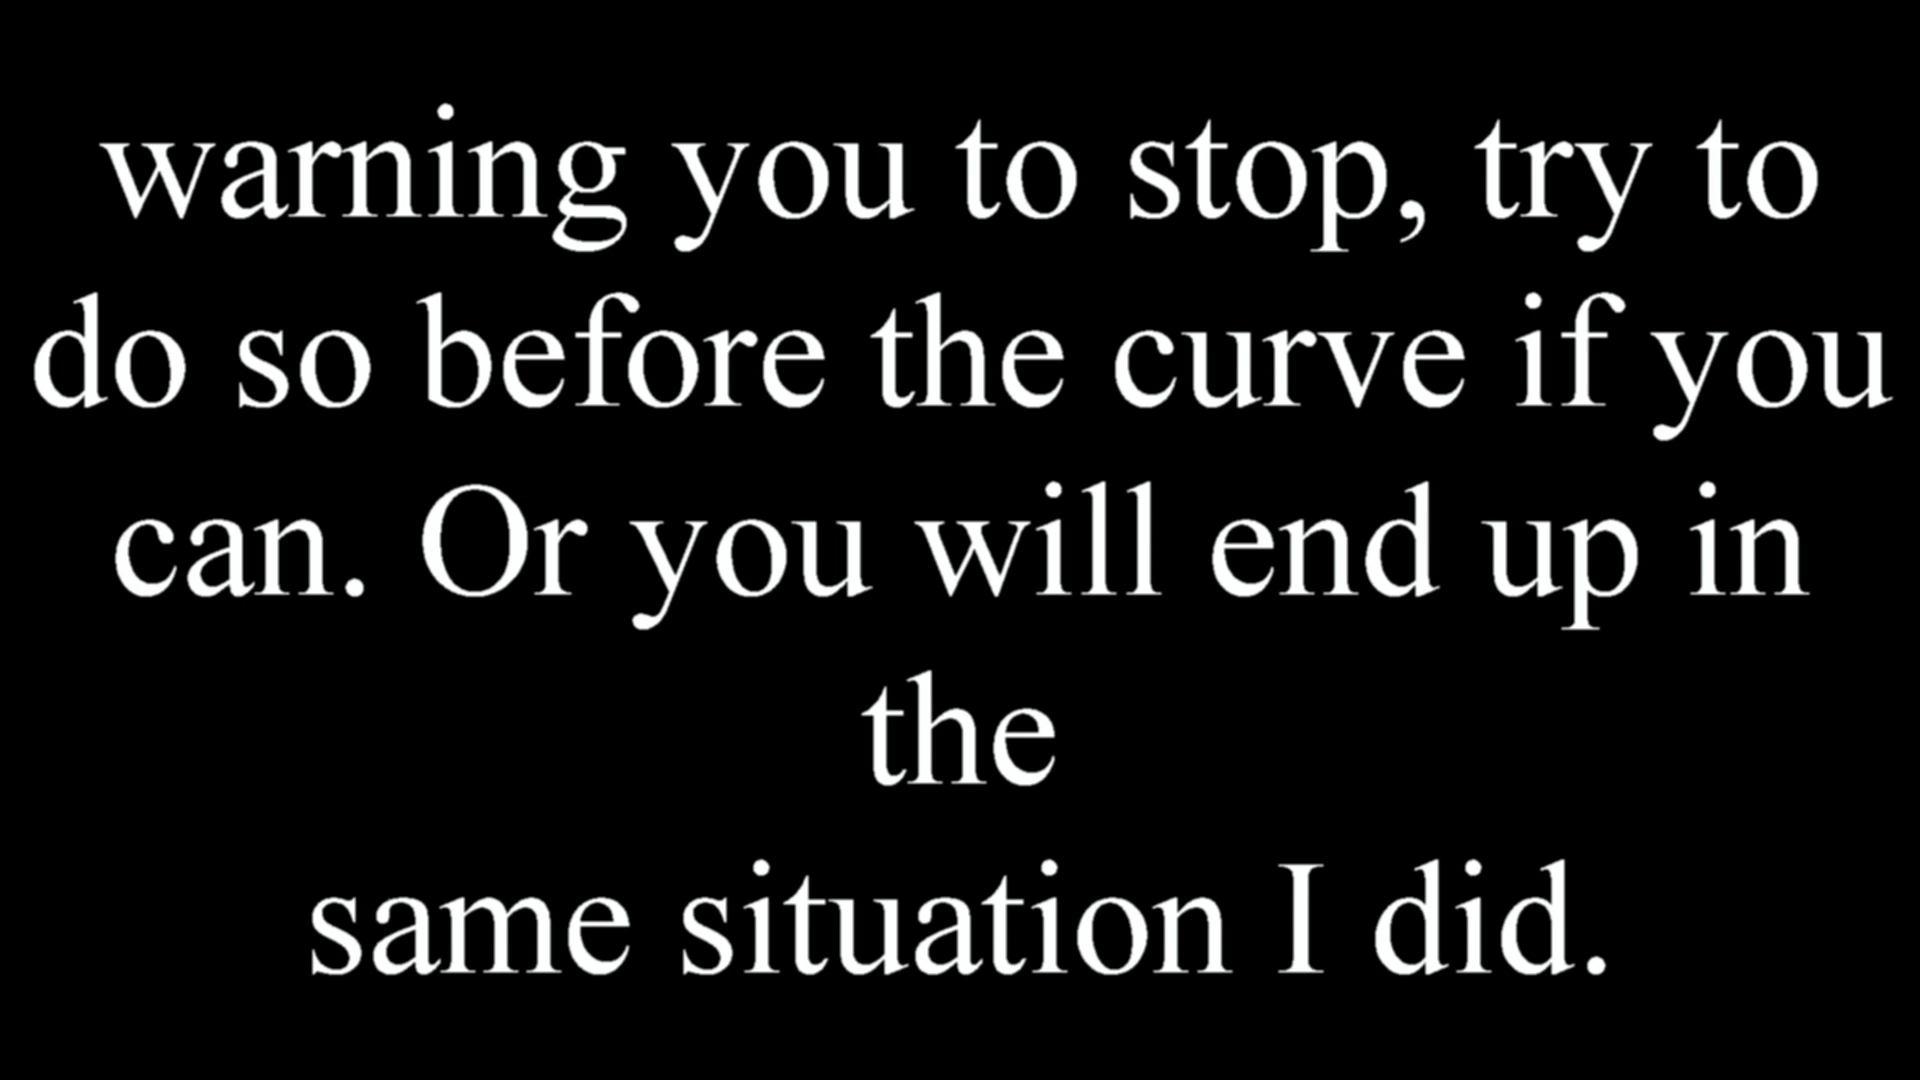 warning you to stop, try to
do so before the curve if you
can. Or you will end up in
the
same situation I did.